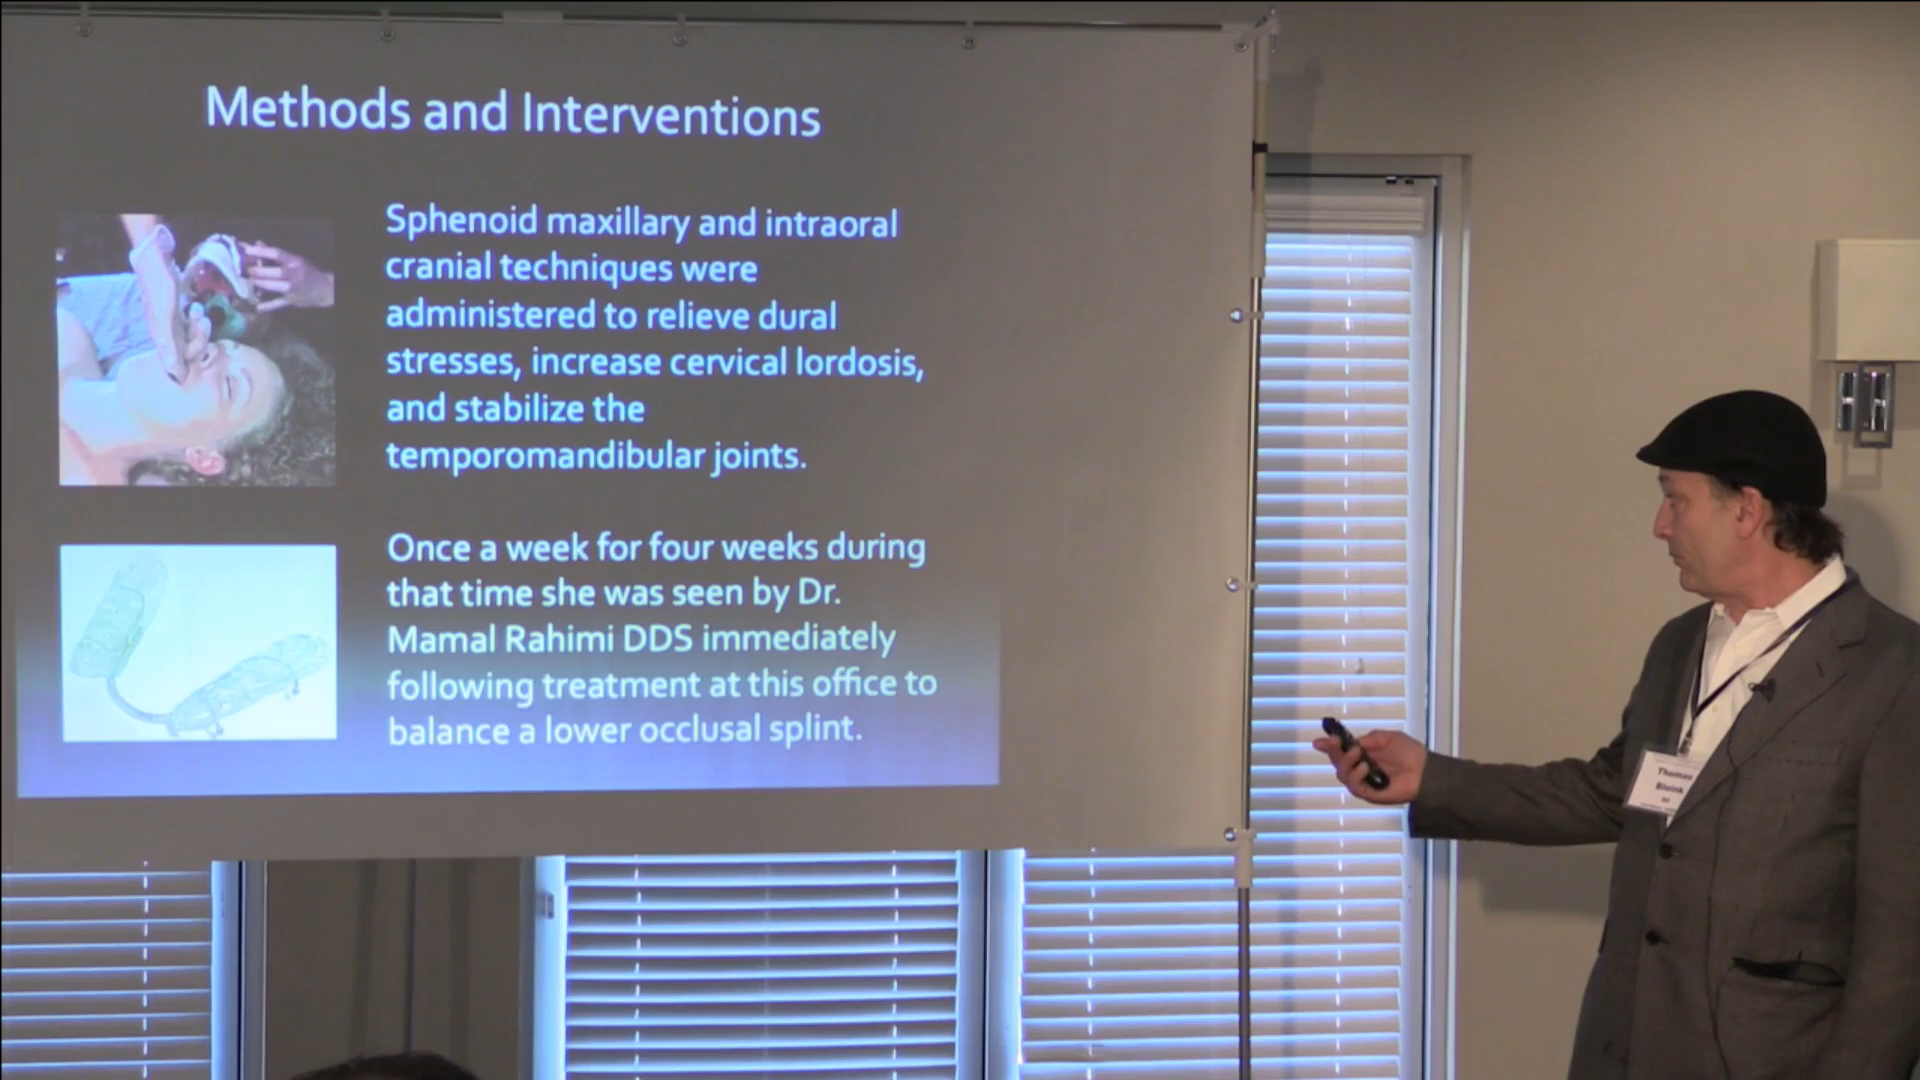 Methods and Interventions
Sphenoid maxillary and intraoral
cranial techniques were
administered to relieve dural
stresses, increase cervical lordosis,
and stabilize the
temporomandibular joints.
Once a week for four weeks during
that time she was seen by Dr.
Mamal Rahimi DDS immediately
following treatment at this office to
balance a lower occlusal splint.
Thomas
Bloink